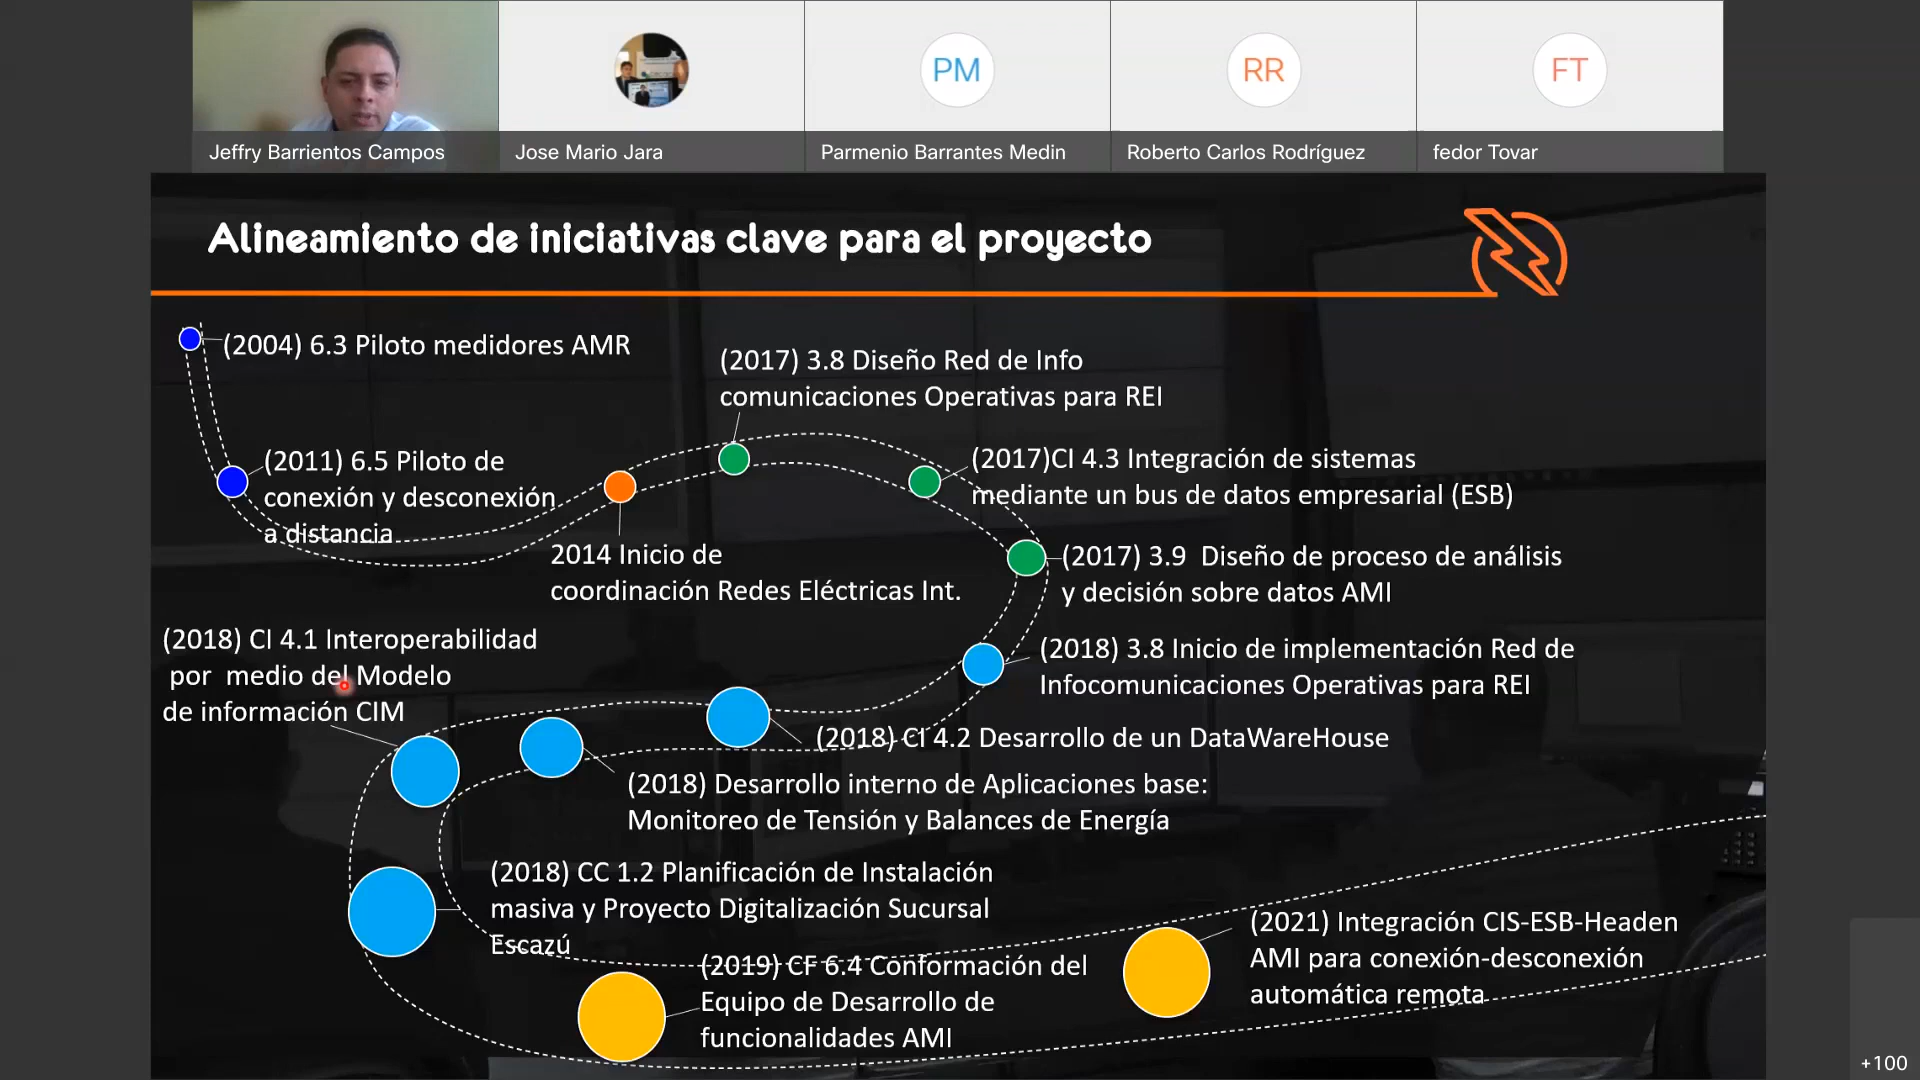 PM
RR
FT
Jeffry Barrientos Campos
Jose Mario Jara
Parmenio Barrantes Medin
Roberto Carlos Rodríguez
fedor Tovar
Alineamiento de iniciativas clave para el proyecto
(2004) 6.3 Piloto medidores AMR
(2017) 3.8 Diseño Red de Info
comunicaciones Operativas para REI
(2011) 6.5 Piloto de
conexión y desconexión
a distancia
(2017)CI 4.3 Integración de sistemas
mediante un bus de datos empresarial (ESB)
2014 Inicio de
coordinación Redes Eléctricas Int.
(2017) 3.9 Diseño de proceso de análisis
y decisión sobre datos AMI
(2018) CI 4.1 Interoperabilidad
por medio del Modelo
de información CIM
(2018) 3.8 Inicio de implementación Red de
Infocomunicaciones Operativas para REI
(2018) CI 4.2 Desarrollo de un DataWareHouse
(2018) Desarrollo interno de Aplicaciones base:
Monitoreo de Tensión y Balances de Energía
(2018) CC 1.2 Planificación de Instalación
masiva y Proyecto Digitalización Sucursal
Escazú
(2019) CF 6.4 Conformación del
Equipo de Desarrollo de
funcionalidades AMI
(2021) Integración CIS-ESB-Headen
AMI para conexión-desconexión
automática remota
+100